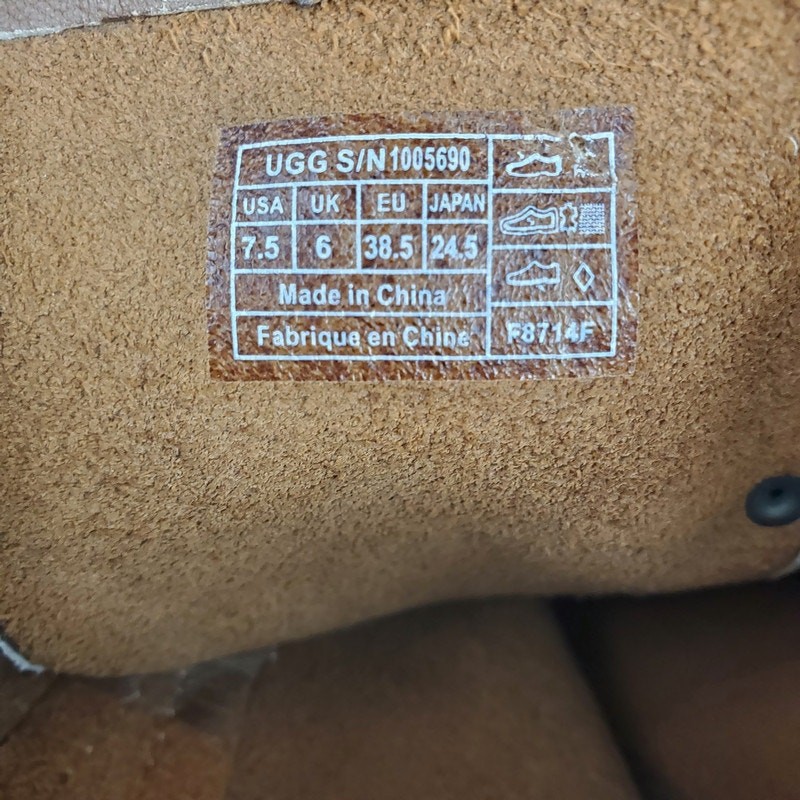 UGG S/N 1005690
USA UK EU JAPAN
7.5 6 38.5 24.5
Made in China
Fabrique en Chine
F8714F